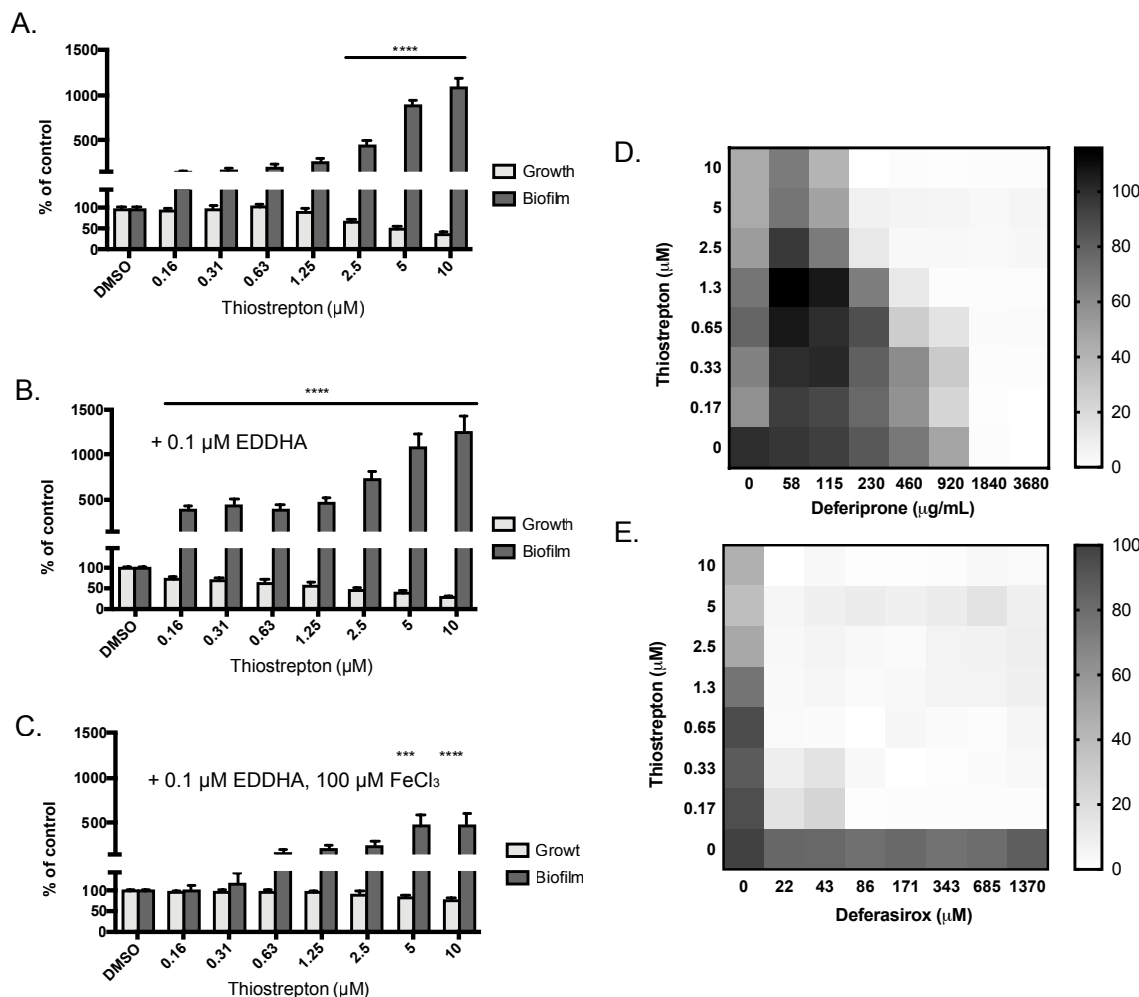 A.
****
1500
1000
500
100
50
0
% of control
DMSO
0.16
0.31
0.63
1.25
2.5
5
10
Thiostrepton (µM)
Growth
Biofilm
B.
****
+ 0.1 µM EDDHA
1500
1000
500
100
50
0
% of control
DMSO
0.16
0.31
0.63
1.25
2.5
5
10
Thiostrepton (µM)
Growth
Biofilm
C.
*** ****
+ 0.1 µM EDDHA, 100 µM FeCl₃
1500
1000
500
100
50
0
% of control
DMSO
0.16
0.31
0.63
1.25
2.5
5
10
Thiostrepton (µM)
Growt
Biofilm
D.
Thiostrepton (µM)
10
5
2.5
1.3
0.65
0.33
0.17
0
0 58 115 230 460 920 1840 3680
Deferiprone (µg/mL)
100
80
60
40
20
0
E.
Thiostrepton (µM)
10
5
2.5
1.3
0.65
0.33
0.17
0
0 22 43 86 171 343 685 1370
Deferasirox (µM)
100
80
60
40
20
0